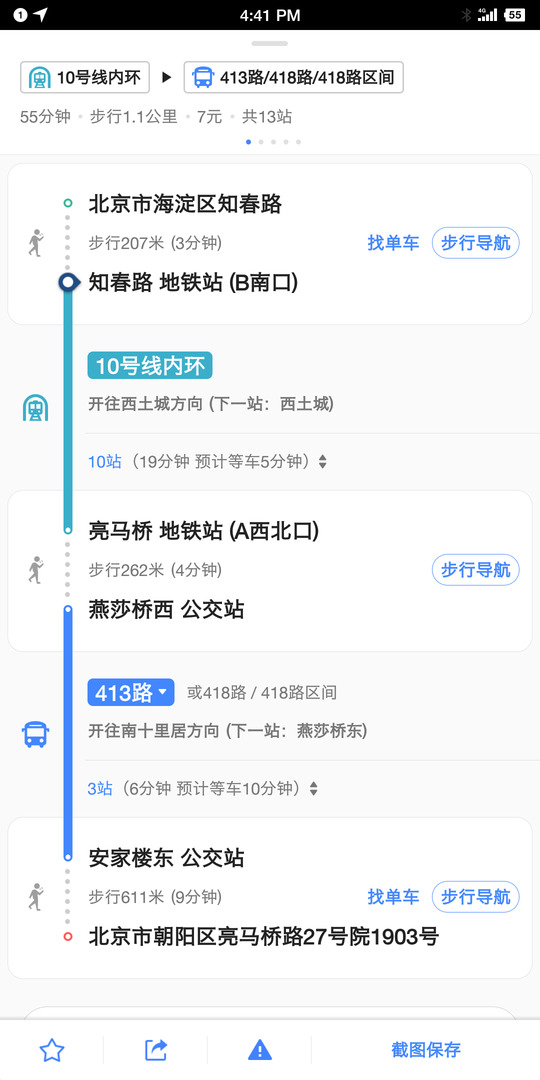 1
4:41 PM
4G
55
10号线内环
413路/418路/418路区间
55分钟 • 步行1.1公里 • 7元 • 共13站
北京市海淀区知春路
步行207米 (3分钟)
找单车
步行导航
知春路 地铁站 (B南口)
10号线内环
开往西土城方向 (下一站：西土城)
10站（19分钟 预计等车5分钟）
亮马桥 地铁站 (A西北口)
步行262米 (4分钟)
步行导航
燕莎桥西 公交站
413路
或418路 / 418路区间
开往南十里居方向 (下一站：燕莎桥东)
3站（6分钟 预计等车10分钟）
安家楼东 公交站
步行611米 (9分钟)
找单车
步行导航
北京市朝阳区亮马桥路27号院1903号
截图保存